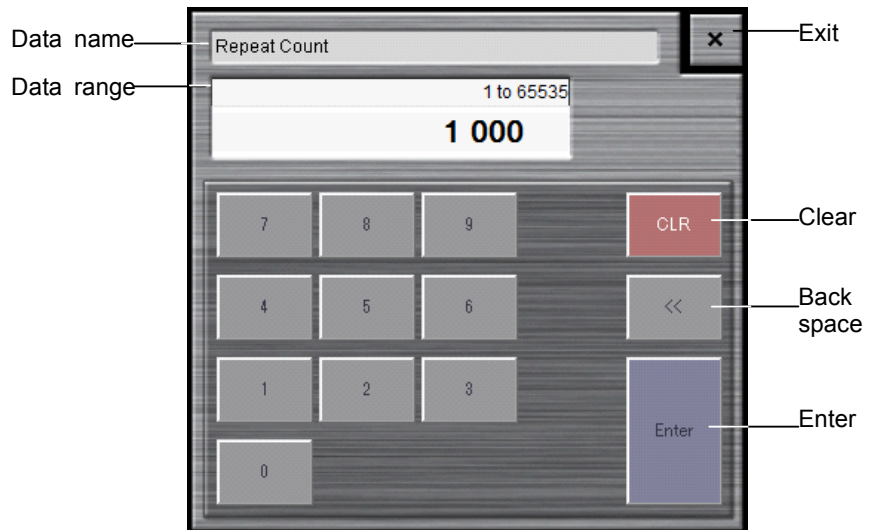 Data name
Repeat Count
×
Exit
Data range
1 to 65535
1 000
7
8
9
CLR
Clear
4
5
6
<<
Back
space
1
2
3
Enter
Enter
0